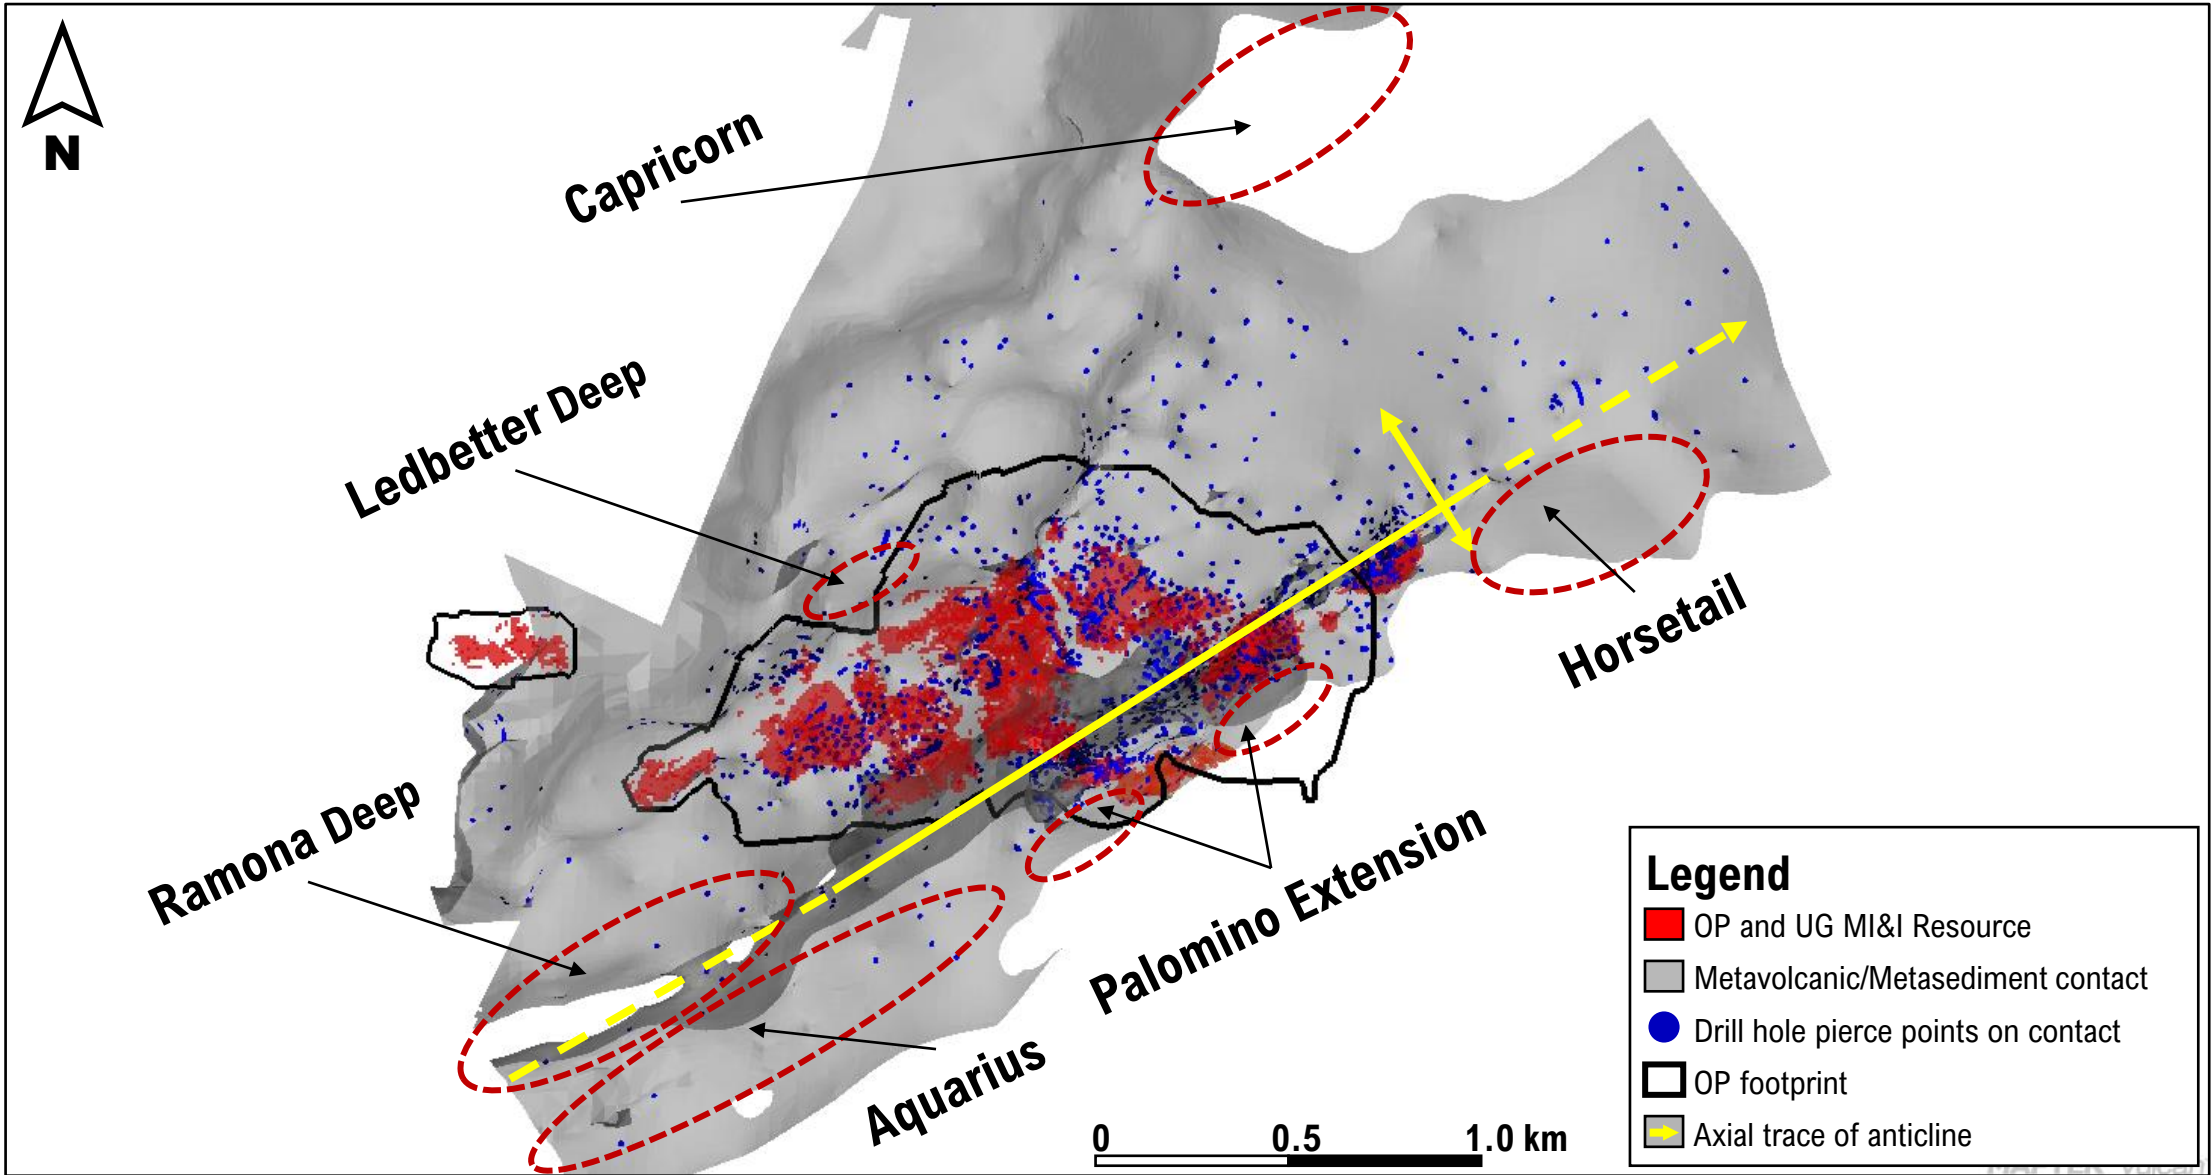 N
Capricorn
Ledbetter Deep
Horsetail
Ramona Deep
Palomino Extension
Aquarius
0 0.5 1.0 km
Legend
OP and UG MI&I Resource
Metavolcanic/Metasediment contact
Drill hole pierce points on contact
OP footprint
Axial trace of anticline